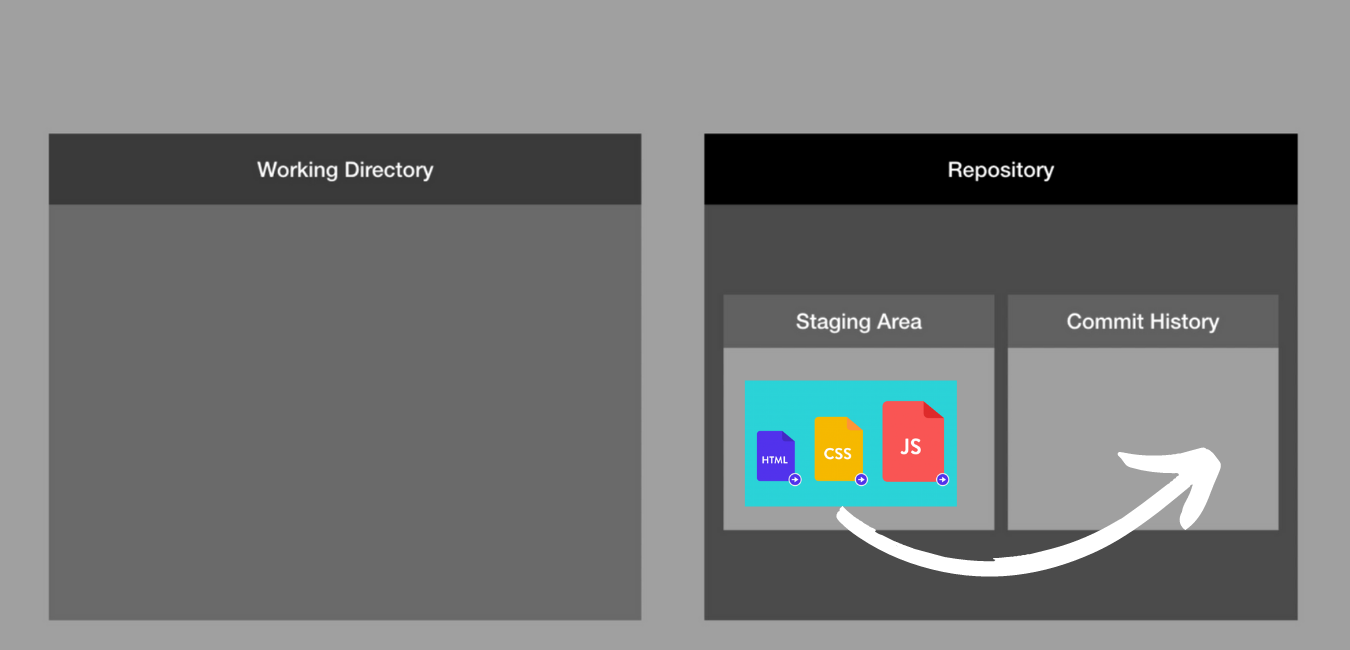 Working Directory
Repository
Staging Area
Commit History
HTML
CSS
JS